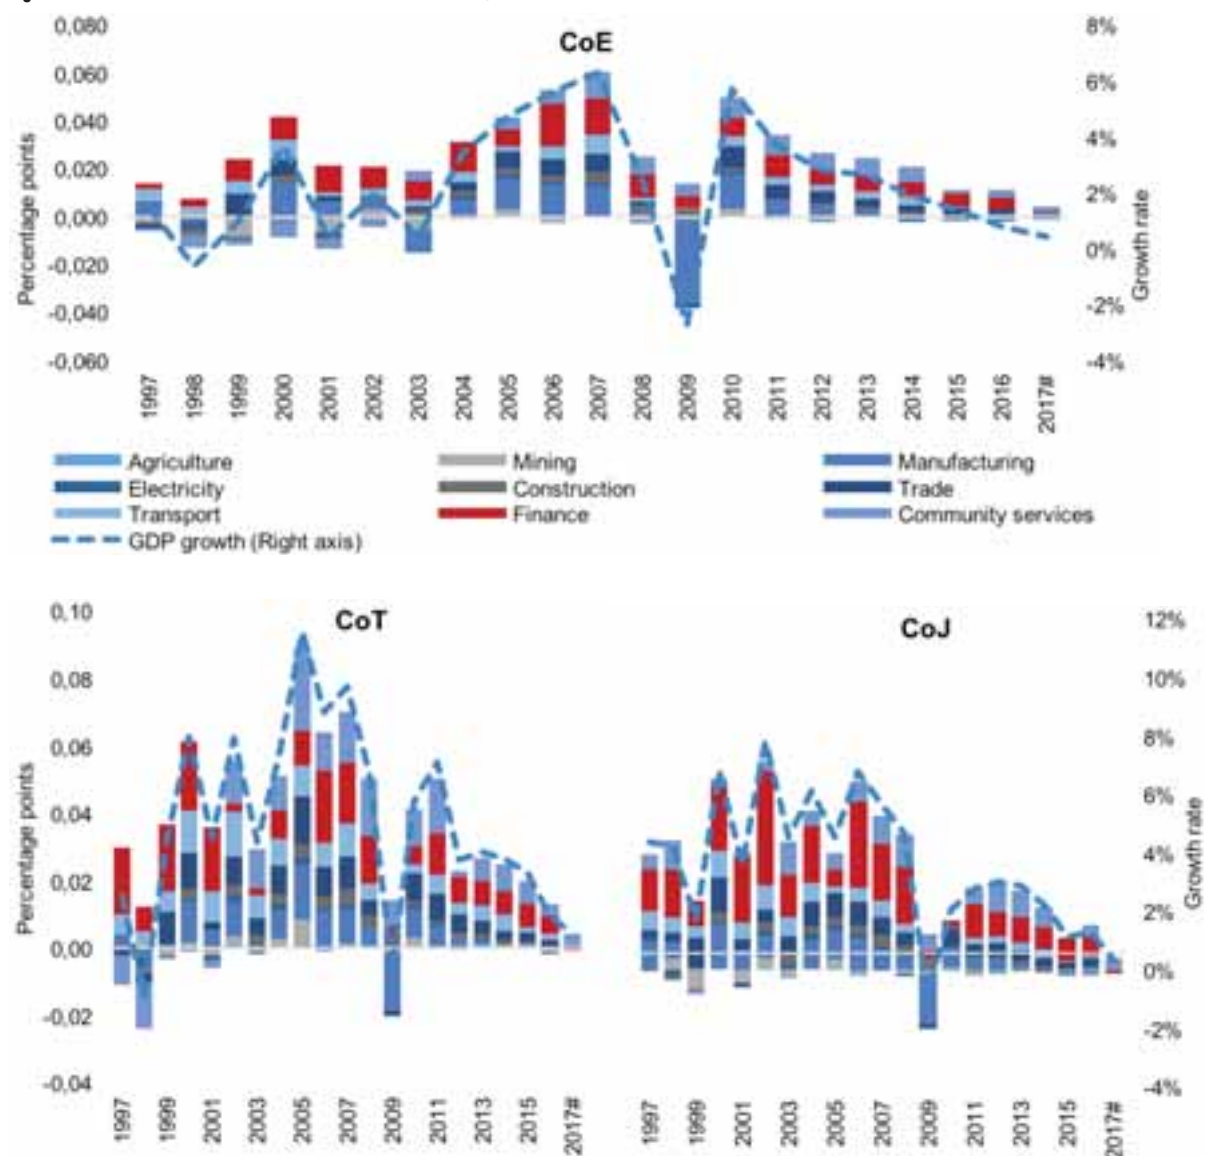 0,080
8%
CoE
0,060
6%
0,040
4%
0,020
2%
0,000
0%
-0,020
-2%
-0,040
-4%
-0,060
Percentage points
Growth rate
1997 1998 1999 2000 2001 2002 2003 2004 2005 2006 2007 2008 2009 2010 2011 2012 2013 2014 2015 2016 2017#
Agriculture Mining Manufacturing
Electricity Construction Trade
Transport Finance Community services
GDP growth (Right axis)
CoT
0,10
0,08
0,06
0,04
0,02
0,00
-0,02
-0,04
Percentage points
1997 1999 2001 2003 2005 2007 2009 2011 2013 2015 2017#
CoJ
12%
10%
8%
6%
4%
2%
0%
-2%
-4%
Growth rate
1997 1999 2001 2003 2005 2007 2009 2011 2013 2015 2017#